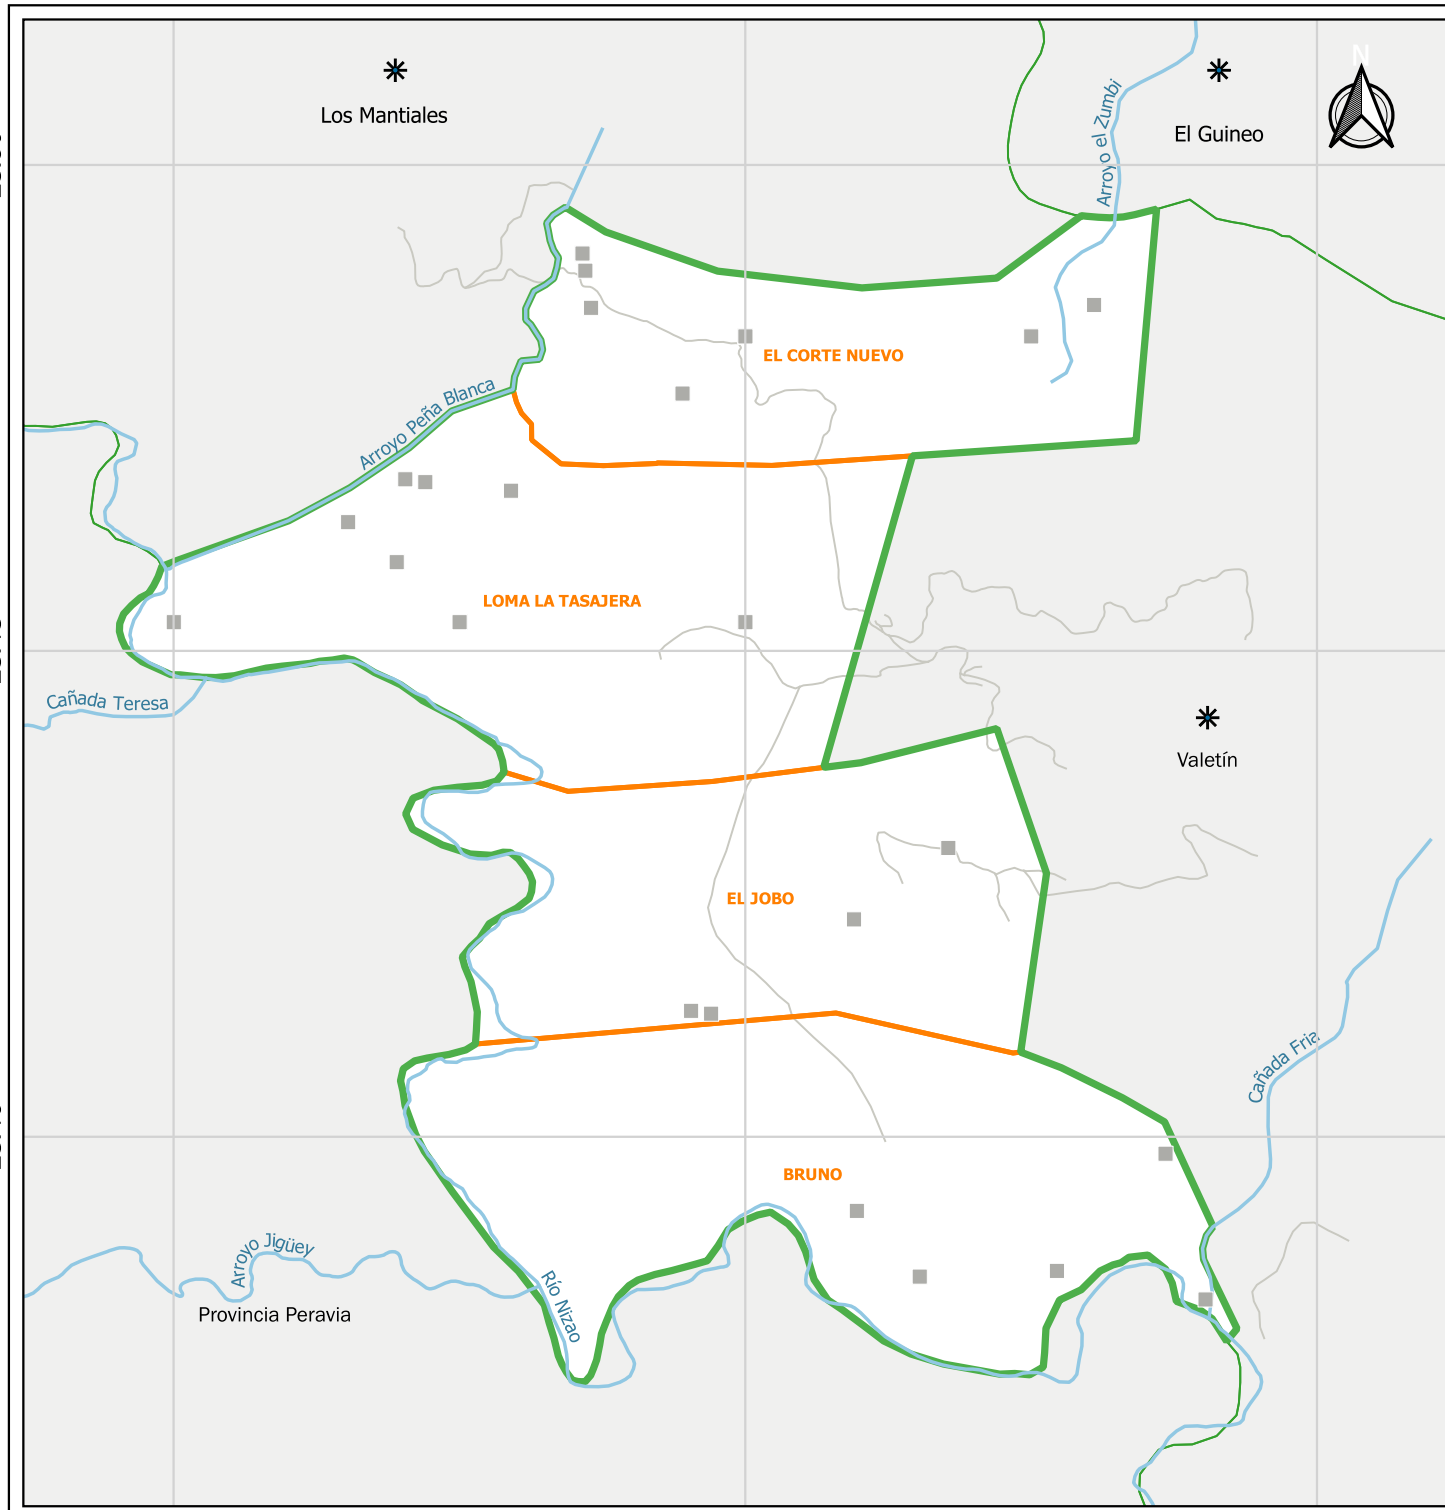 N
Los Mantiales
El Guineo
Arroyo el Zumbi
EL CORTE NUEVO
Arroyo Peña Blanca
LOMA LA TASAJERA
Cañada Teresa
Valetín
EL JOBO
Cañada Fria
BRUNO
Arroyo Jigüey
Río Nizao
Provincia Peravia